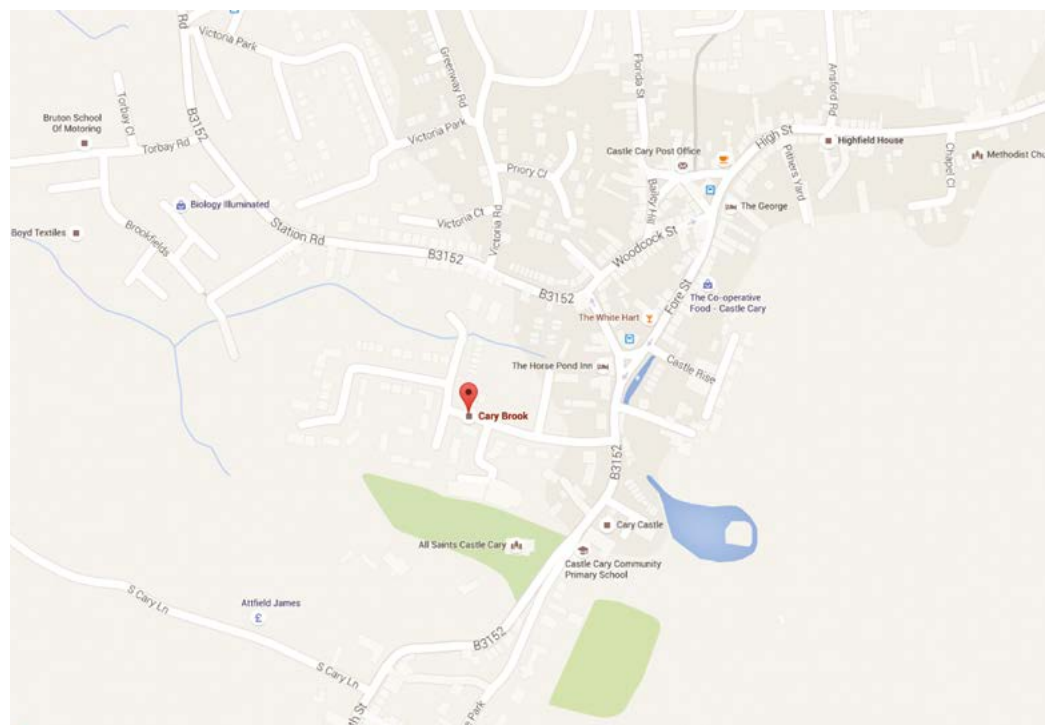 Rd
Victoria Park
Greenway Rd
Florida St
Ansford Rd
Torbay Cl
B3152
Bruton School
Of Motoring
Torbay Rd
Victoria Park
High St
Highfield House
Castle Cary Post Office
Pithers Yard
Chapel Cl
Methodist Chu
Priory Cl
Bailey Hill
The George
Biology Illuminated
Victoria Ct
Victoria Rd
Woodcock St
Boyd Textiles
Brookfields
Station Rd
B3152
B3152
Fore St
The Co-operative
Food - Castle Cary
The White Hart
The Horse Pond Inn
Castle Rise
Cary Brook
B3152
Cary Castle
All Saints Castle Cary
Castle Cary Community
Primary School
S Cary Ln
Attfield James
£
B3152
S Cary Ln
th St
Park